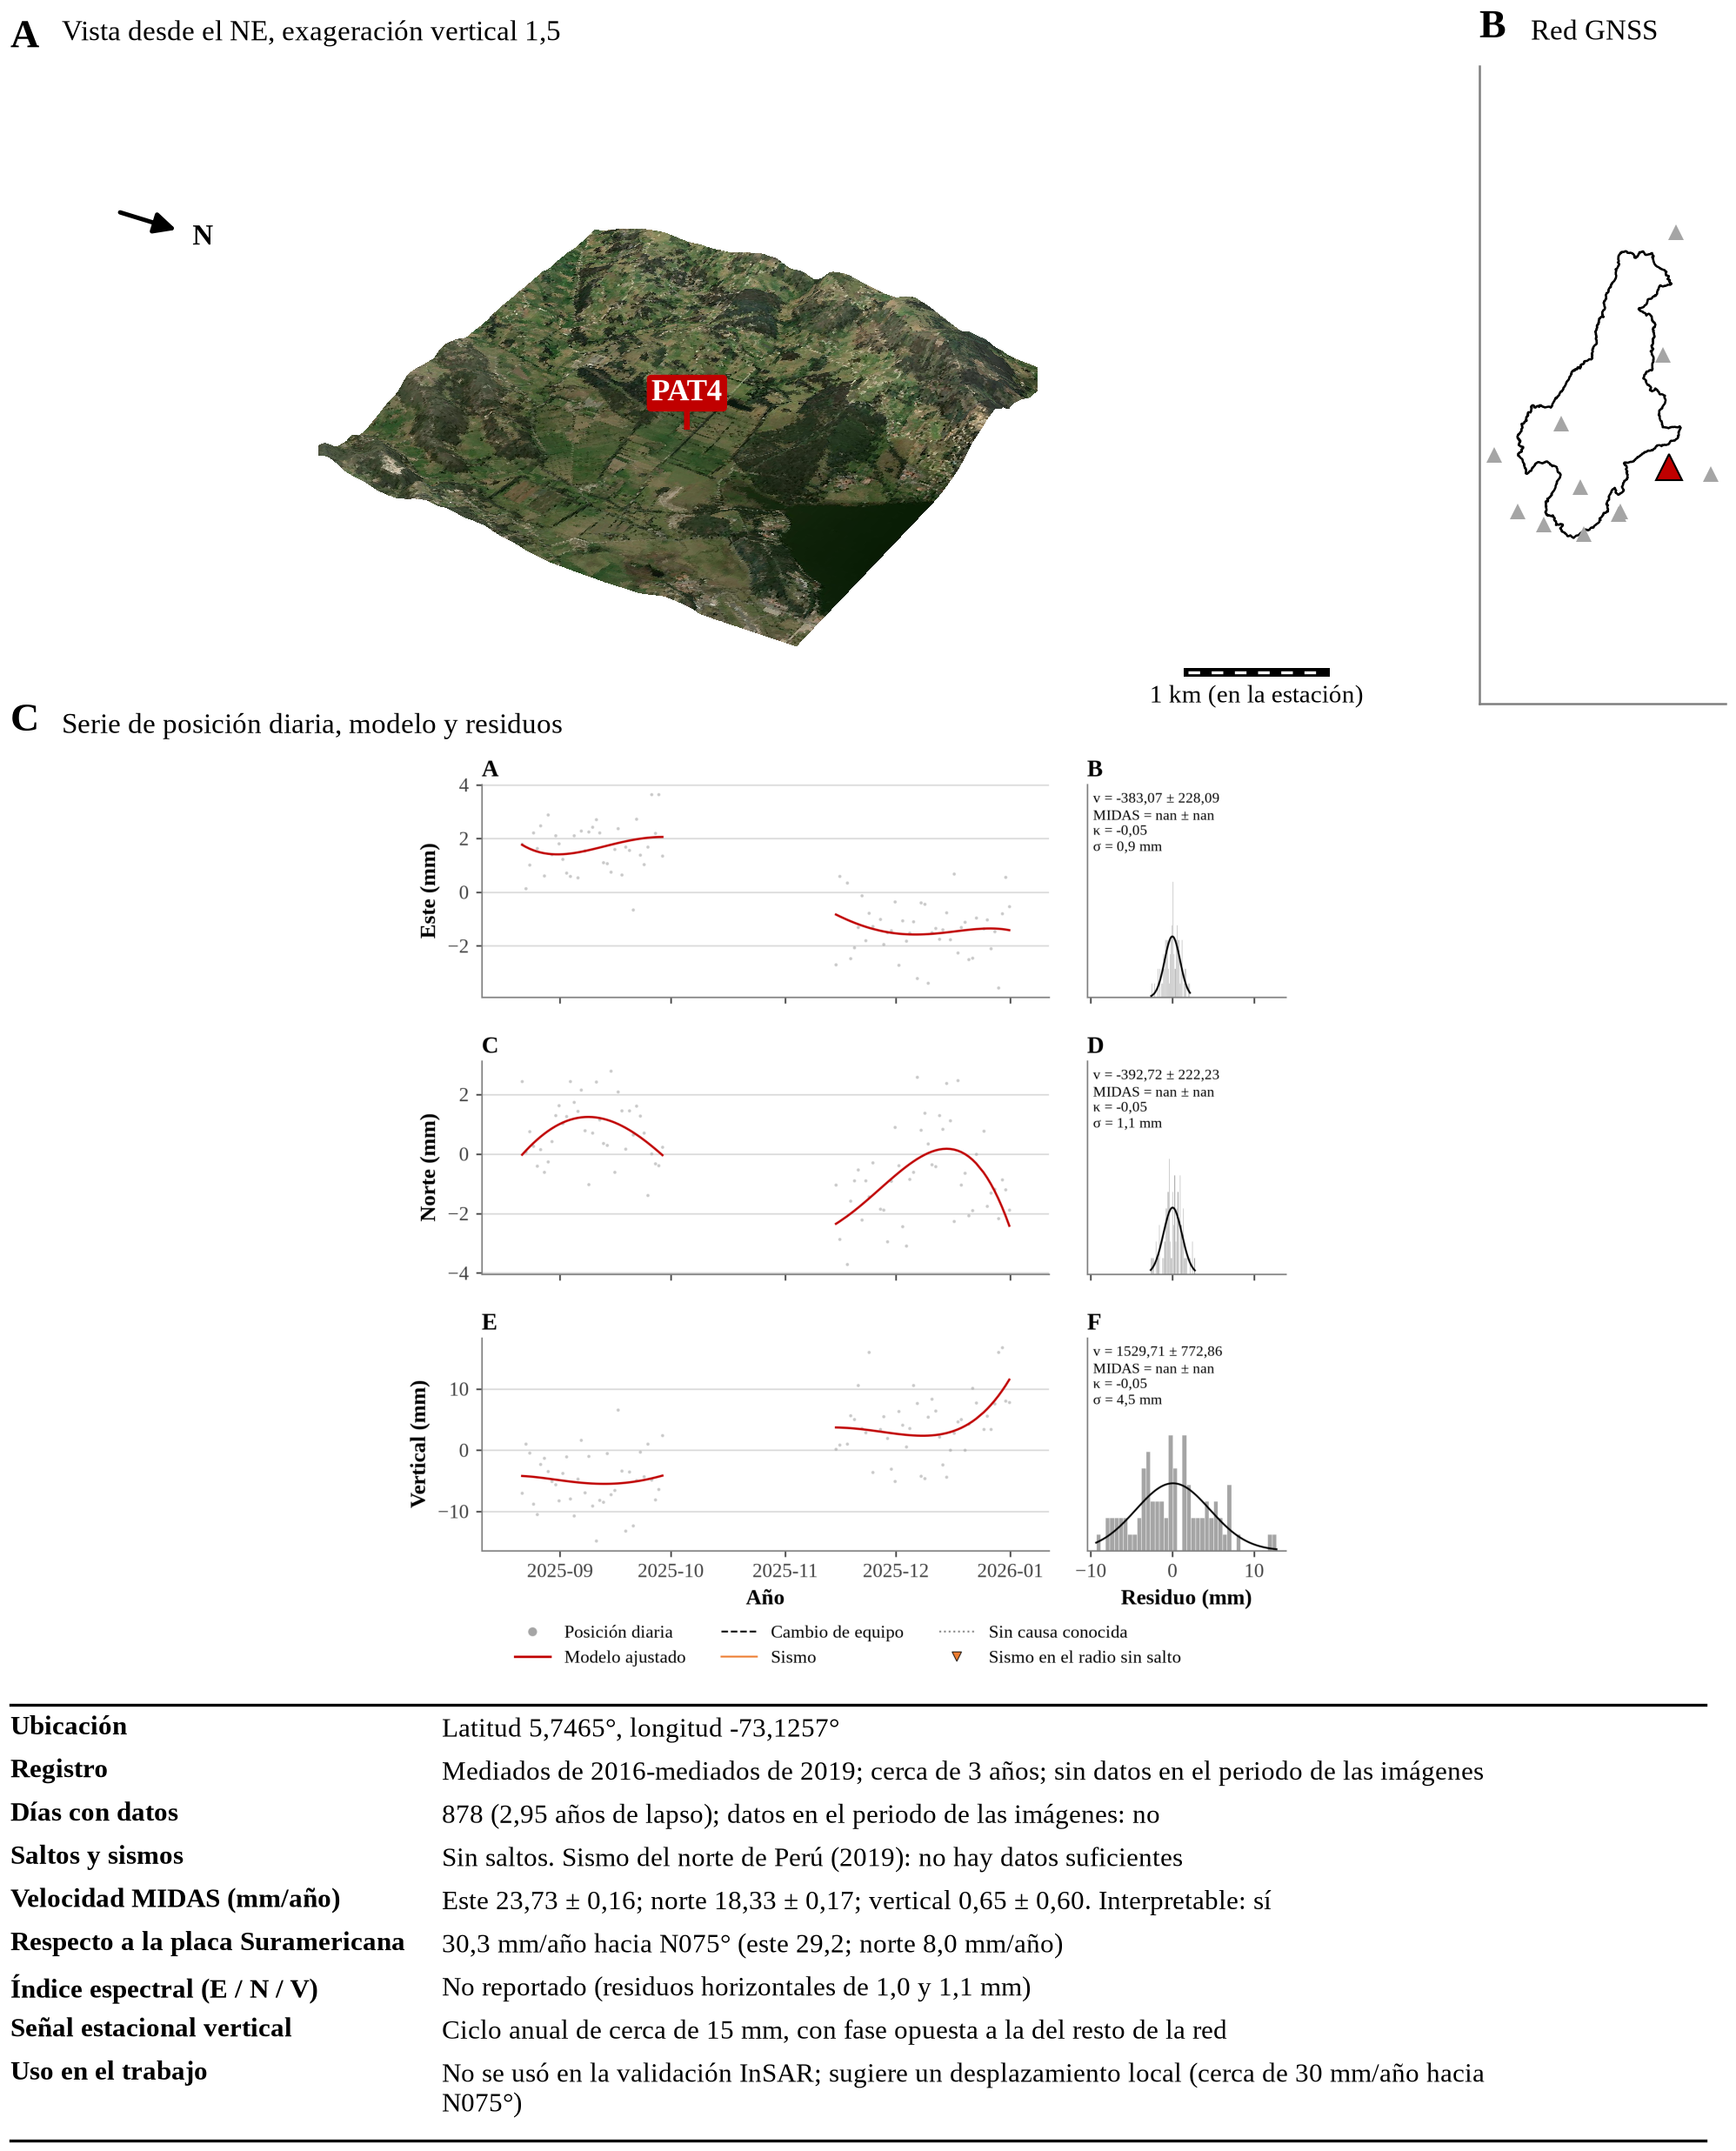 A Vista desde el NE, exageración vertical 1,5
B Red GNSS
N
PAT4
1 km (en la estación)
C Serie de posición diaria, modelo y residuos
A
4
2
0
−2
Este (mm)
B
v = -383,07 ± 228,09
MIDAS = nan ± nan
κ = -0,05
σ = 0,9 mm
C
2
0
−2
−4
Norte (mm)
D
v = -392,72 ± 222,23
MIDAS = nan ± nan
κ = -0,05
σ = 1,1 mm
E
10
0
−10
Vertical (mm)
F
v = 1529,71 ± 772,86
MIDAS = nan ± nan
κ = -0,05
σ = 4,5 mm
2025-09 2025-10 2025-11 2025-12 2026-01
Año
−10 0 10
Residuo (mm)
Posición diaria Cambio de equipo Sin causa conocida
Modelo ajustado Sismo Sismo en el radio sin salto
Ubicación Latitud 5,7465°, longitud -73,1257°
Registro Mediados de 2016-mediados de 2019; cerca de 3 años; sin datos en el periodo de las imágenes
Días con datos 878 (2,95 años de lapso); datos en el periodo de las imágenes: no
Saltos y sismos Sin saltos. Sismo del norte de Perú (2019): no hay datos suficientes
Velocidad MIDAS (mm/año) Este 23,73 ± 0,16; norte 18,33 ± 0,17; vertical 0,65 ± 0,60. Interpretable: sí
Respecto a la placa Suramericana 30,3 mm/año hacia N075° (este 29,2; norte 8,0 mm/año)
Índice espectral (E / N / V) No reportado (residuos horizontales de 1,0 y 1,1 mm)
Señal estacional vertical Ciclo anual de cerca de 15 mm, con fase opuesta a la del resto de la red
Uso en el trabajo No se usó en la validación InSAR; sugiere un desplazamiento local (cerca de 30 mm/año hacia
N075°)